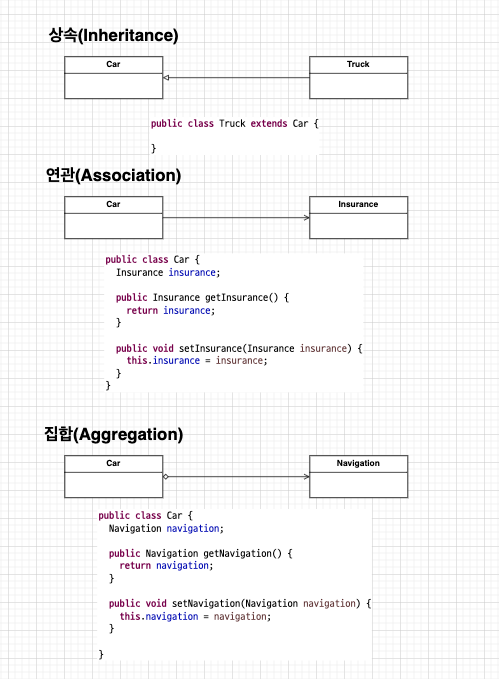 상속(Inheritance)
Car
Truck
public class Truck extends Car {
}
연관(Association)
Car
Insurance
public class Car {
Insurance insurance;
public Insurance getInsurance() {
return insurance;
}
public void setInsurance(Insurance insurance) {
this.insurance = insurance;
}
}
집합(Aggregation)
Car
Navigation
public class Car {
Navigation navigation;
public Navigation getNavigation() {
return navigation;
}
public void setNavigation(Navigation navigation) {
this.navigation = navigation;
}
}